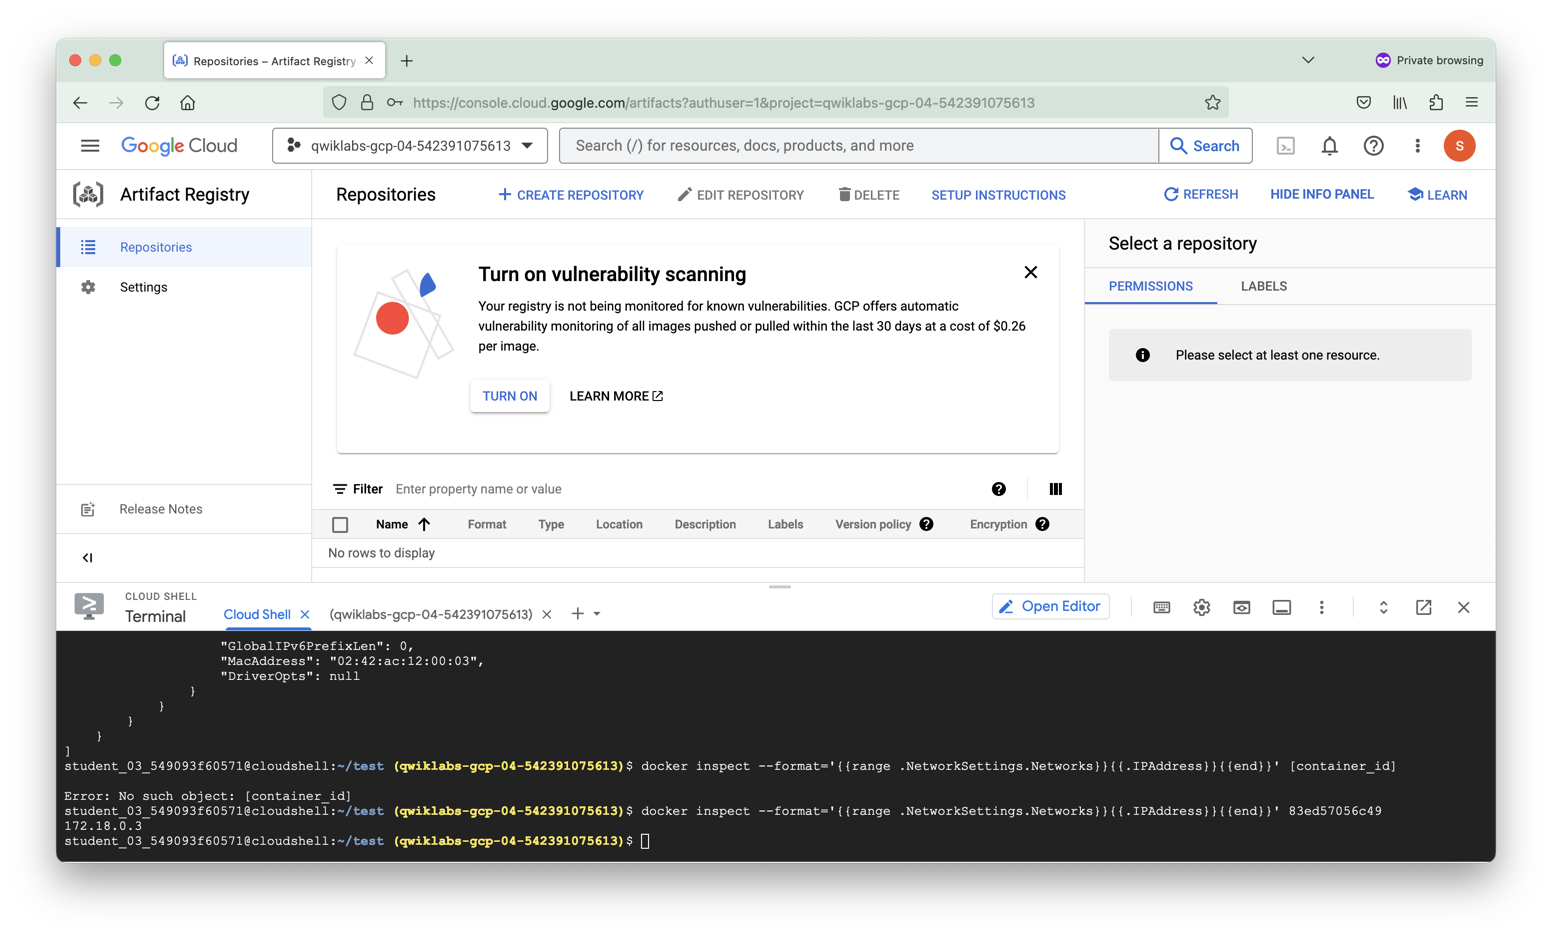 Repositories – Artifact Registry
Private browsing
https://console.cloud.google.com/artifacts?authuser=1&project=qwiklabs-gcp-04-542391075613
Google Cloud
qwiklabs-gcp-04-542391075613
Search (/) for resources, docs, products, and more
Search
S
Artifact Registry
Repositories
CREATE REPOSITORY
EDIT REPOSITORY
DELETE
SETUP INSTRUCTIONS
REFRESH
HIDE INFO PANEL
LEARN
Repositories
Settings
Release Notes
Turn on vulnerability scanning
Your registry is not being monitored for known vulnerabilities. GCP offers automatic
vulnerability monitoring of all images pushed or pulled within the last 30 days at a cost of $0.26
per image.
TURN ON
LEARN MORE
Select a repository
PERMISSIONS
LABELS
Please select at least one resource.
Filter
Enter property name or value
Name
Format
Type
Location
Description
Labels
Version policy
Encryption
No rows to display
CLOUD SHELL
Terminal
Cloud Shell
(qwiklabs-gcp-04-542391075613)
Open Editor
"GlobalIPv6PrefixLen": 0,
"MacAddress": "02:42:ac:12:00:03",
"DriverOpts": null
}
}
}
}
]
student_03_549093f60571@cloudshell:~/test (qwiklabs-gcp-04-542391075613)$ docker inspect --format='{{range .NetworkSettings.Networks}}{{.IPAddress}}{{end}}' [container_id]
Error: No such object: [container_id]
student_03_549093f60571@cloudshell:~/test (qwiklabs-gcp-04-542391075613)$ docker inspect --format='{{range .NetworkSettings.Networks}}{{.IPAddress}}{{end}}' 83ed57056c49
172.18.0.3
student_03_549093f60571@cloudshell:~/test (qwiklabs-gcp-04-542391075613)$